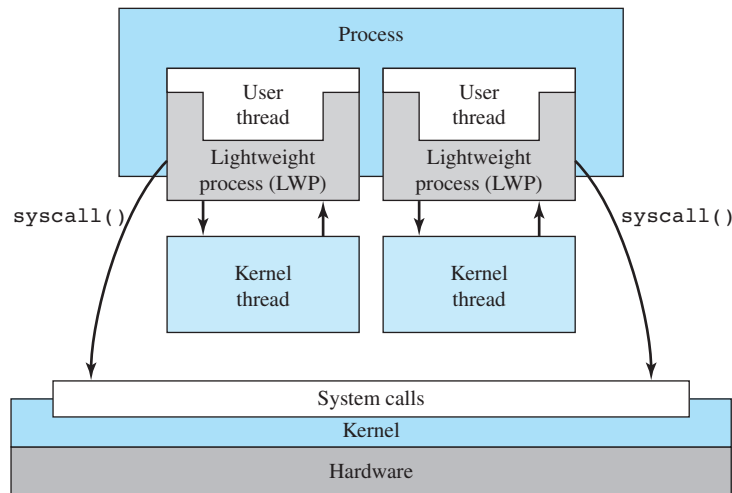 Process
User
thread
User
thread
Lightweight
process (LWP)
Lightweight
process (LWP)
syscall()
syscall()
Kernel
thread
Kernel
thread
System calls
Kernel
Hardware